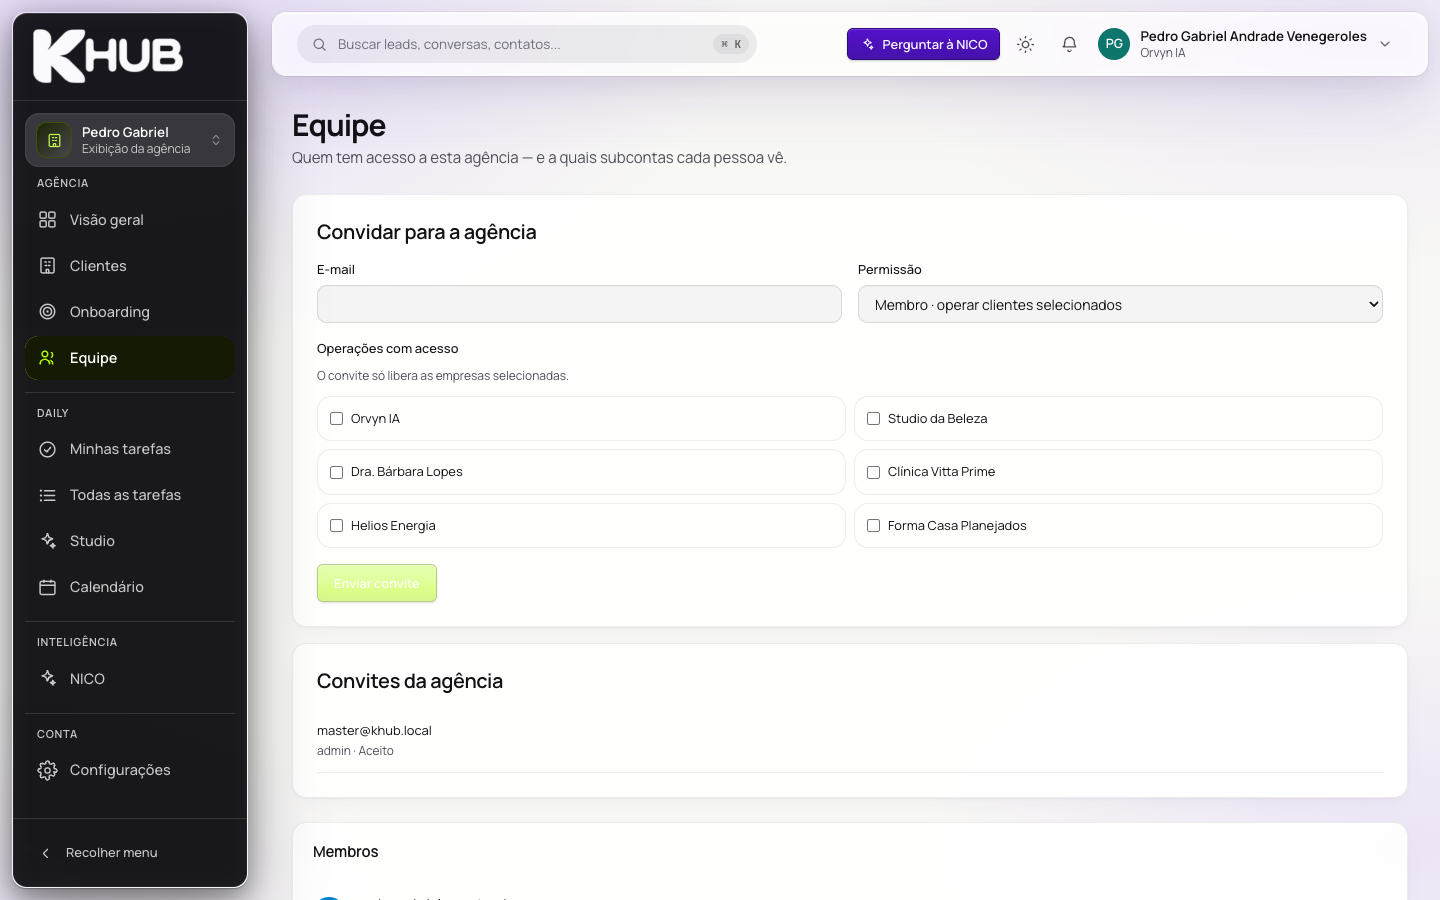 KHUB
Buscar leads, conversas, contatos...
⌘ K
Perguntar à NICO
PG
Pedro Gabriel Andrade Venegeroles
Orvyn IA
Pedro Gabriel
Exibição da agência
AGÊNCIA
Visão geral
Clientes
Onboarding
Equipe
DAILY
Minhas tarefas
Todas as tarefas
Studio
Calendário
INTELIGÊNCIA
NICO
CONTA
Configurações
Recolher menu
Equipe
Quem tem acesso a esta agência — e a quais subcontas cada pessoa vê.
Convidar para a agência
E-mail
Permissão
Membro · operar clientes selecionados
Operações com acesso
O convite só libera as empresas selecionadas.
Orvyn IA
Studio da Beleza
Dra. Bárbara Lopes
Clínica Vitta Prime
Helios Energia
Forma Casa Planejados
Enviar convite
Convites da agência
master@khub.local
admin · Aceito
Membros